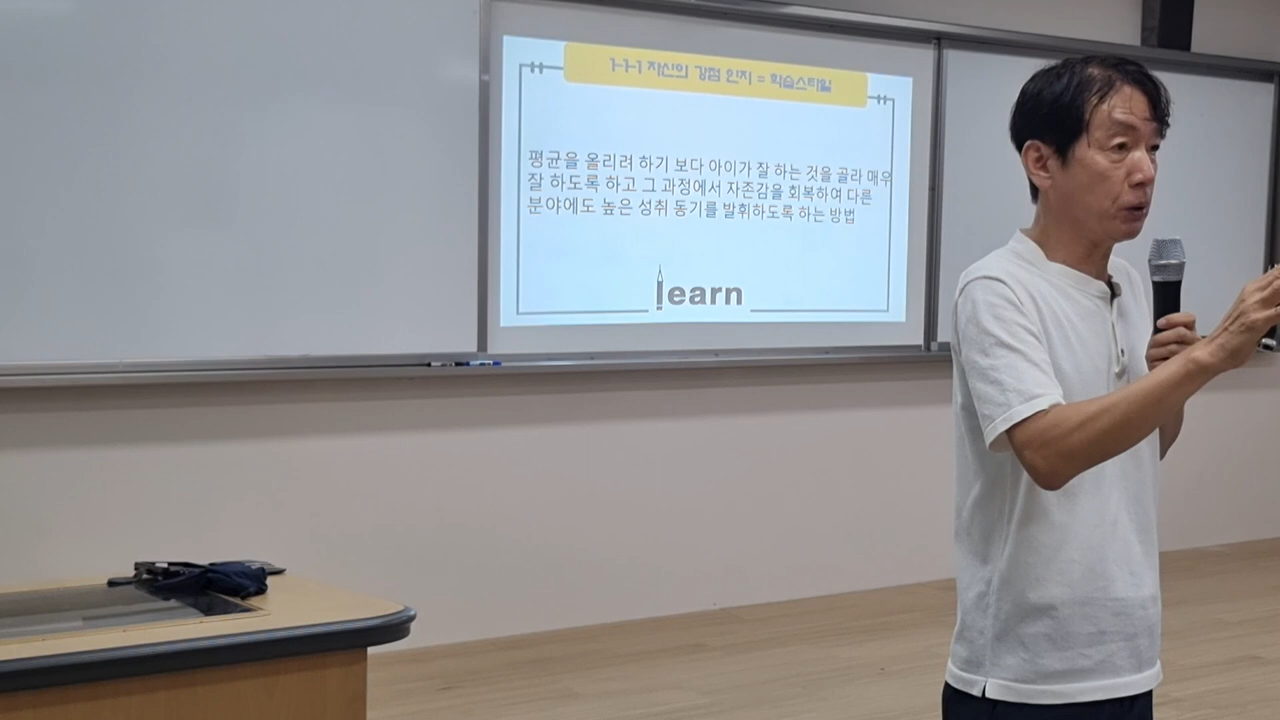 1-1-1 자신의 강점 인지 = 학습스타일
평균을 올리려 하기 보다 아이가 잘 하는 것을 골라 매우
잘 하도록 하고 그 과정에서 자존감을 회복하여 다른
분야에도 높은 성취 동기를 발휘하도록 하는 방법
learn